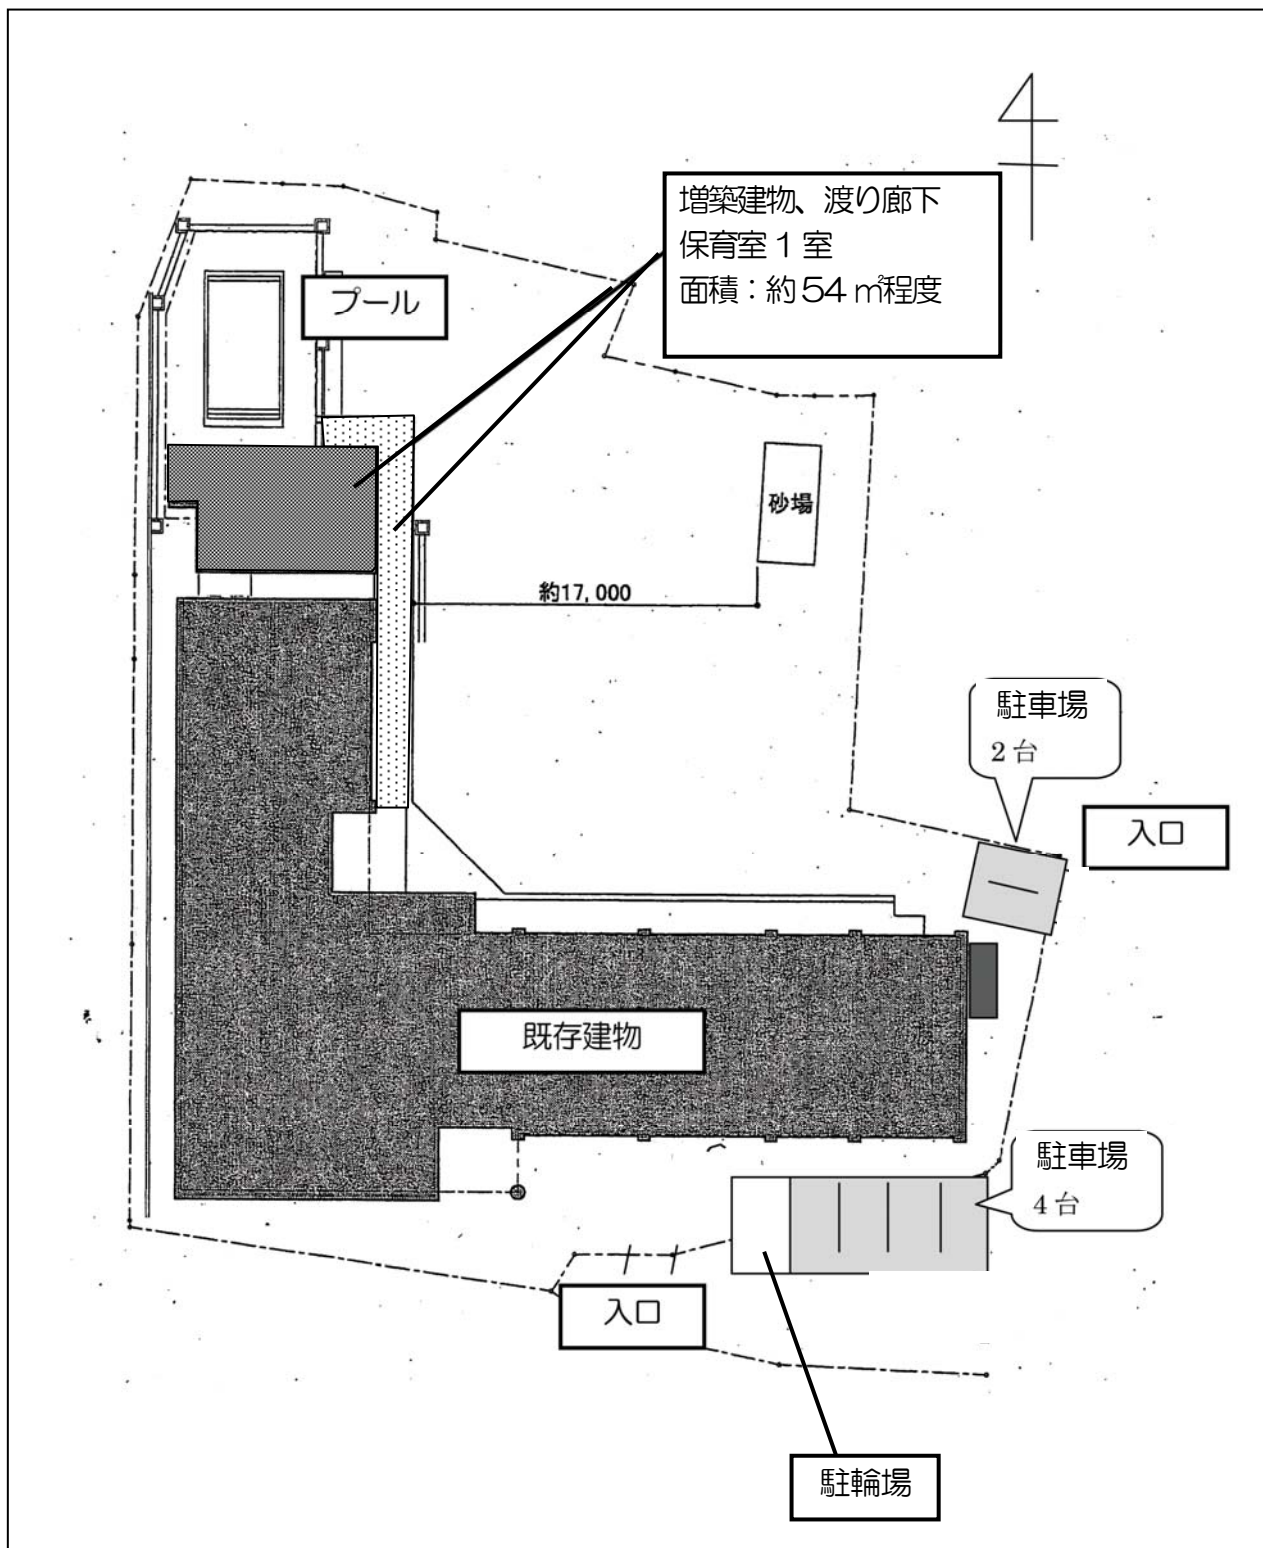 増築建物、渡り廊下
保育室1室
面積：約54㎡程度
プール
砂場
約17,000
駐車場
2台
入口
既存建物
駐車場
4台
入口
駐輪場